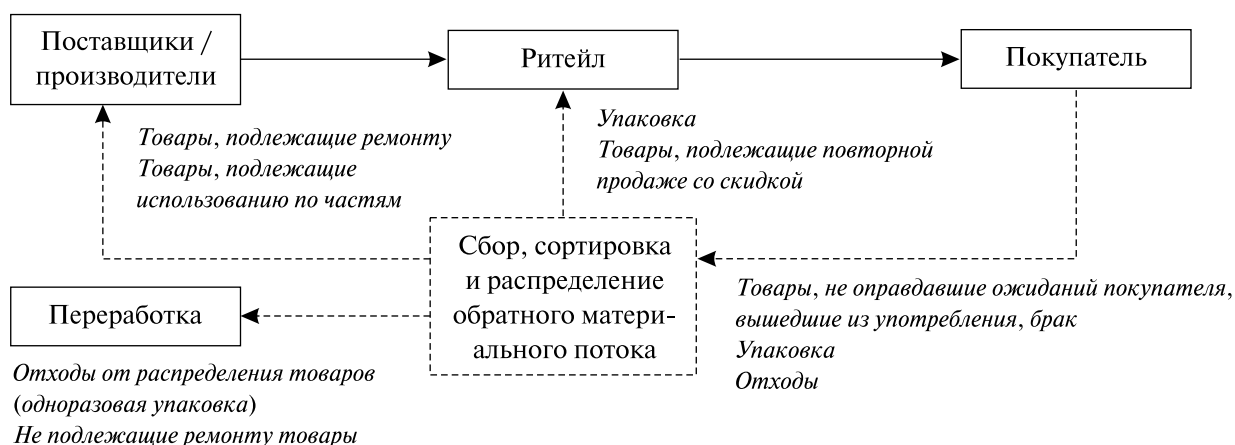 Поставщики /
производители
Ритейл
Покупатель
Товары, подлежащие ремонту
Товары, подлежащие
использованию по частям
Упаковка
Товары, подлежащие повторной
продаже со скидкой
Сбор, сортировка
и распределение
обратного матери-
ального потока
Товары, не оправдавшие ожиданий покупателя,
вышедшие из употребления, брак
Упаковка
Отходы
Переработка
Отходы от распределения товаров
(одноразовая упаковка)
Не подлежащие ремонту товары